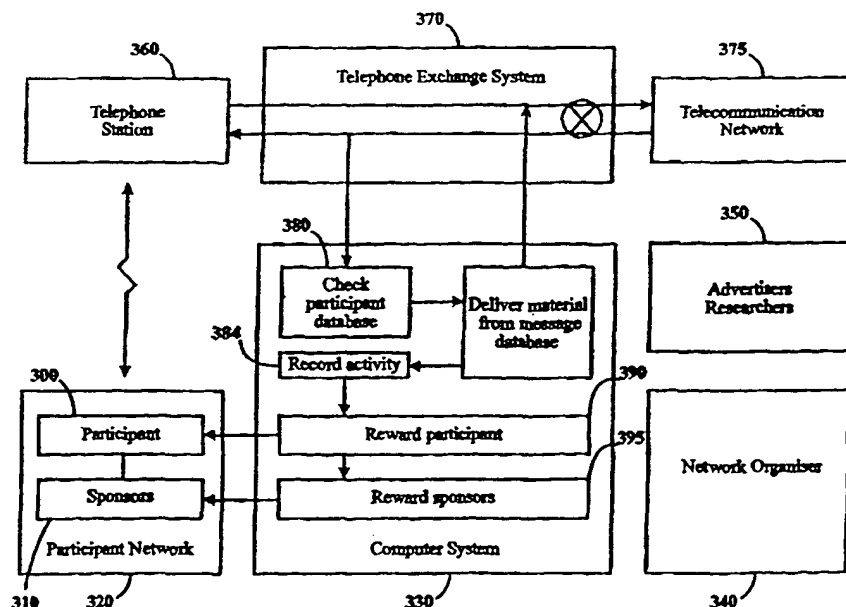 370
360
375
Telephone Exchange System
Telephone
Station
Telecommunication
Network
380
350
Check
participant
database
Deliver material
from message
database
Advertisers
Researchers
384
Record activity
300
390
Participant
Reward participant
395
Network Organiser
Sponsors
Reward sponsors
Participant Network
Computer System
310
320
330
340